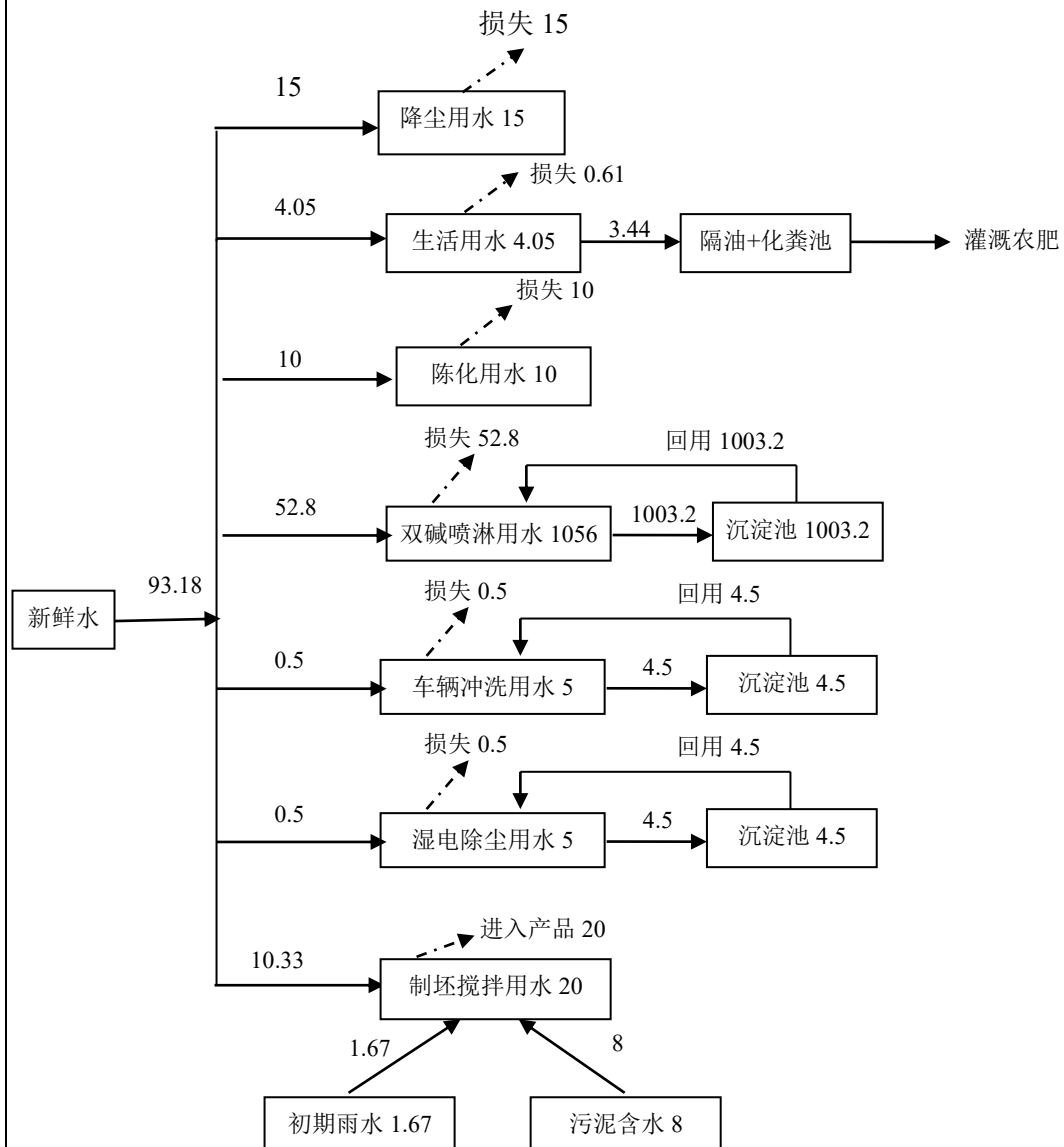 损失 15
15
降尘用水 15
损失 0.61
4.05
生活用水 4.05
3.44
隔油+化粪池
灌溉农肥
损失 10
10
陈化用水 10
损失 52.8
回用 1003.2
52.8
双碱喷淋用水 1056
1003.2
沉淀池 1003.2
93.18
新鲜水
损失 0.5
回用 4.5
0.5
车辆冲洗用水 5
4.5
沉淀池 4.5
损失 0.5
回用 4.5
0.5
湿电除尘用水 5
4.5
沉淀池 4.5
进入产品 20
10.33
制坯搅拌用水 20
1.67
8
初期雨水 1.67
污泥含水 8